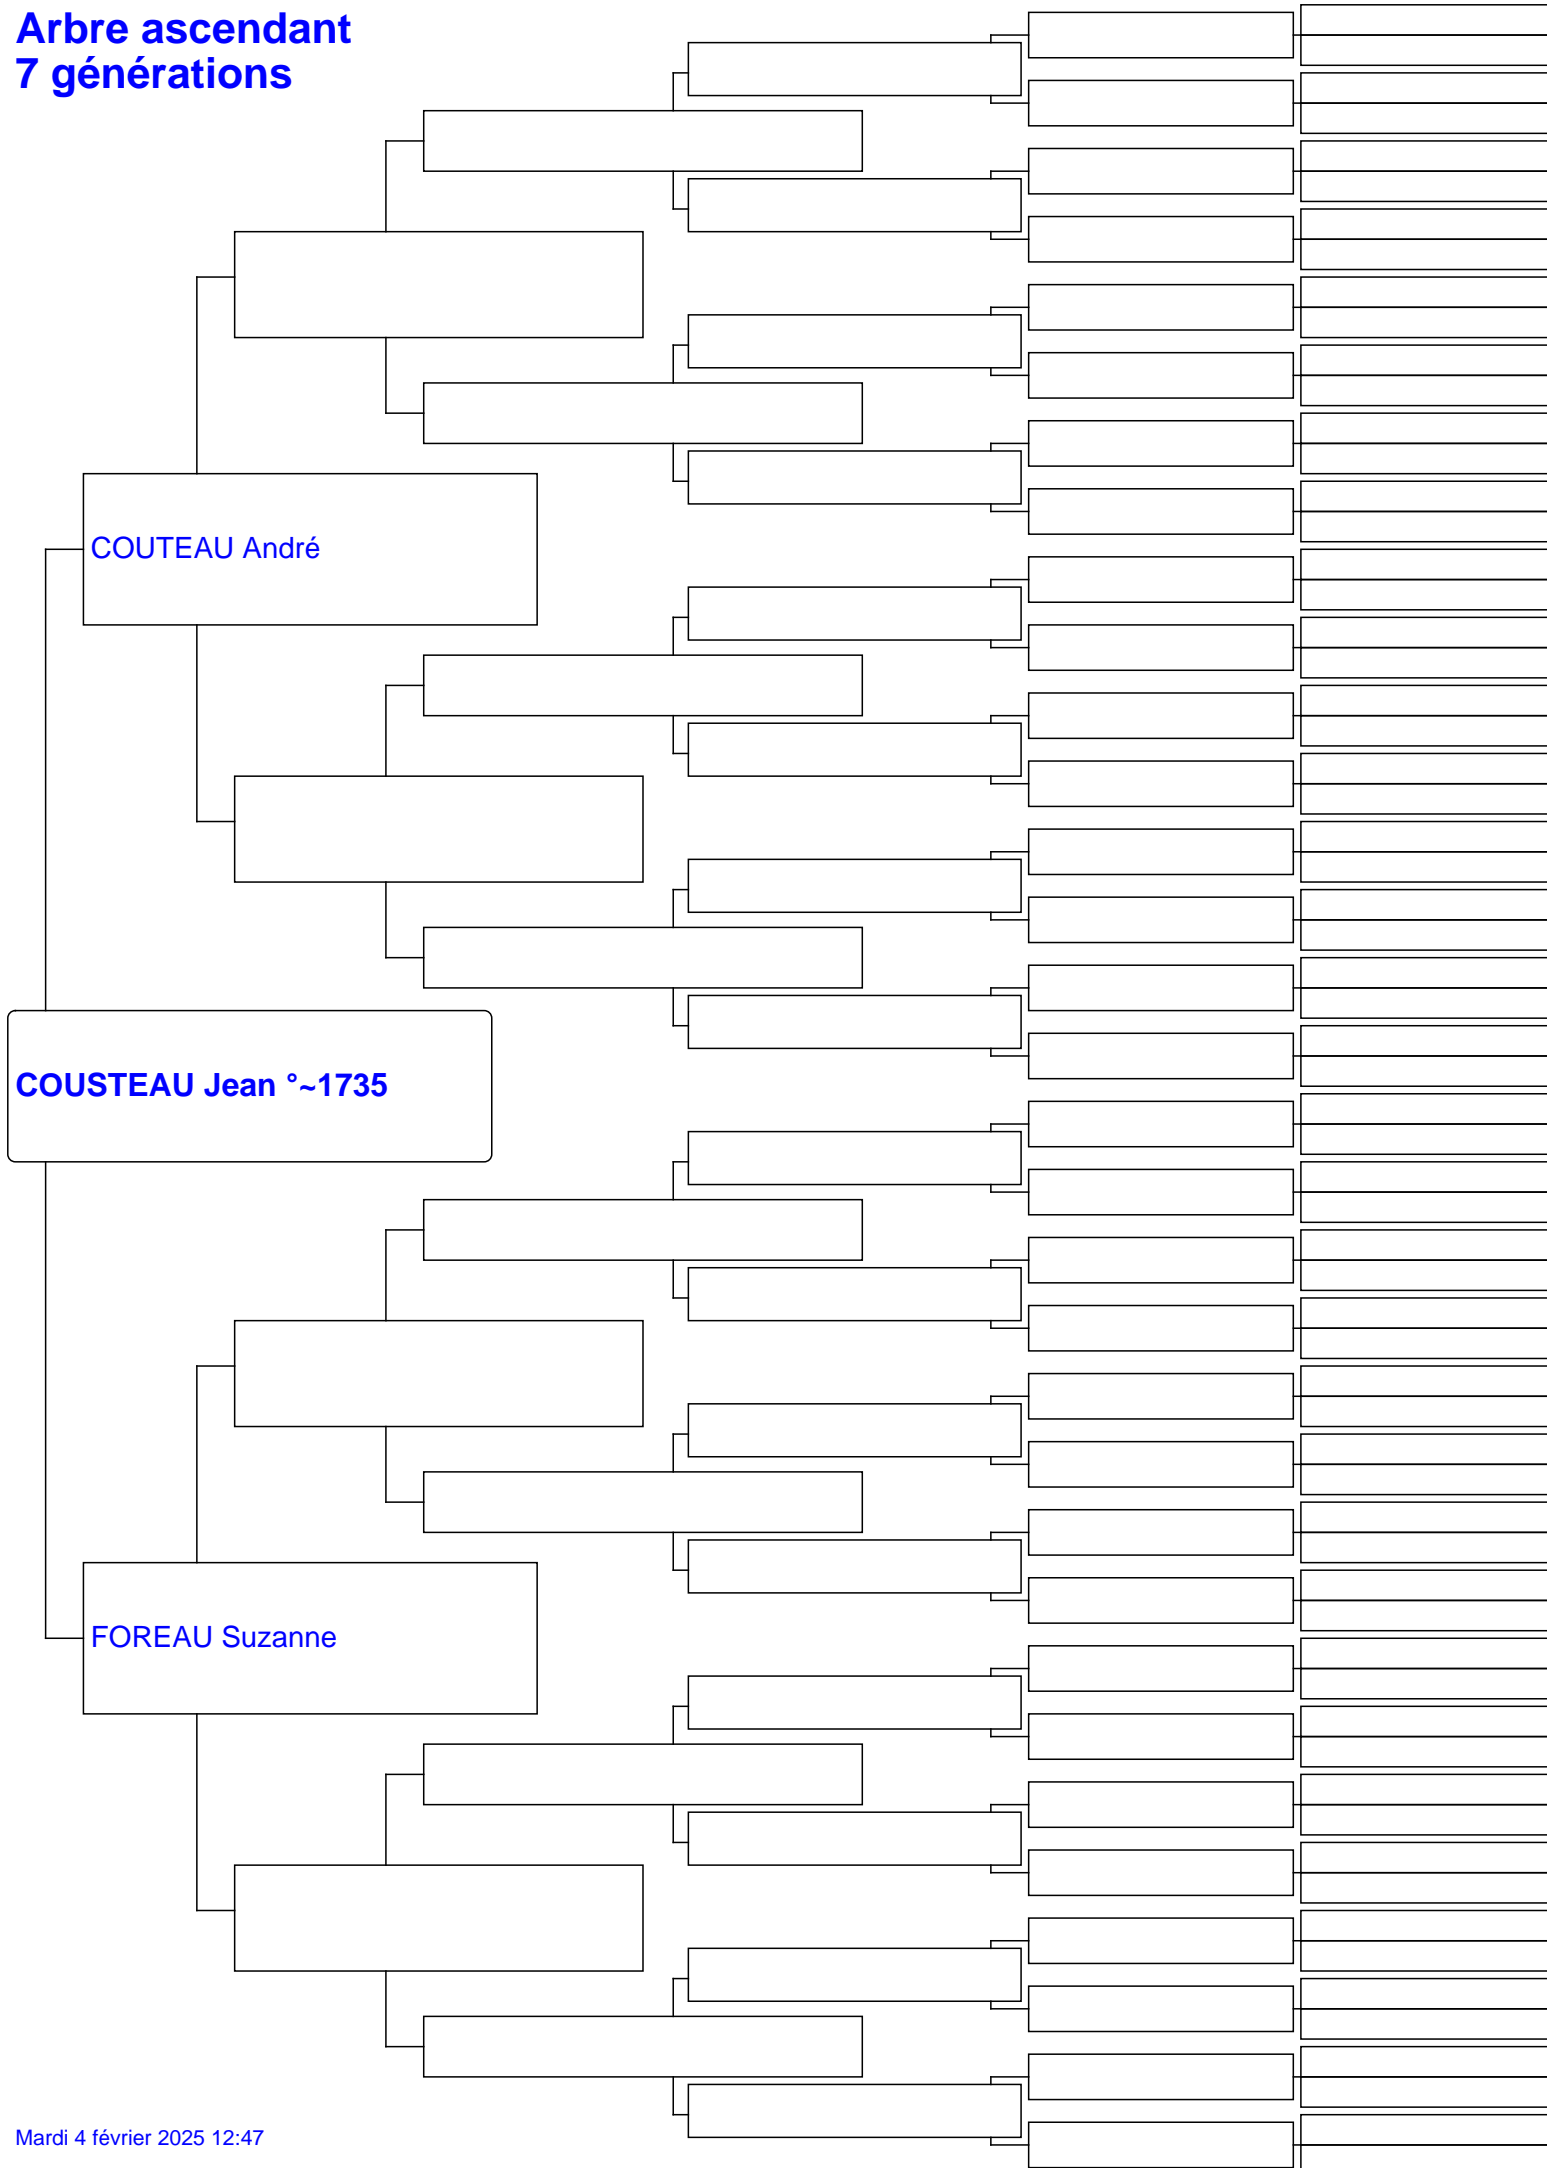 Arbre ascendant
7 générations
COUTEAU André
COUSTEAU Jean °~1735
FOREAU Suzanne
Mardi 4 février 2025 12:47